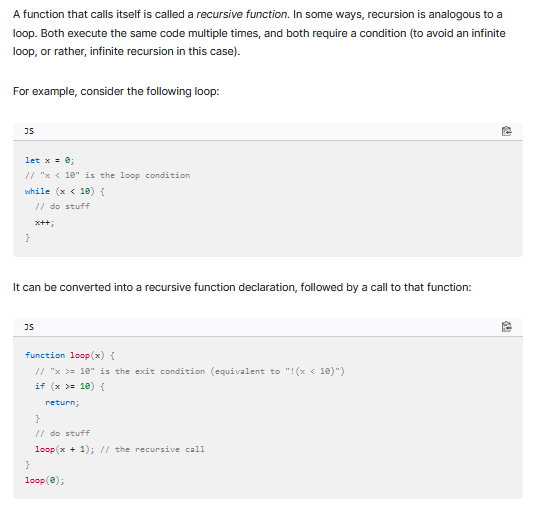 A function that calls itself is called a recursive function. In some ways, recursion is analogous to a
loop. Both execute the same code multiple times, and both require a condition (to avoid an infinite
loop, or rather, infinite recursion in this case).
For example, consider the following loop:
JS
let x = 0;
// "x < 10" is the loop condition
while (x < 10) {
  // do stuff
  x++;
}
It can be converted into a recursive function declaration, followed by a call to that function:
JS
function loop(x) {
  // "x >= 10" is the exit condition (equivalent to "!(x < 10)")
  if (x >= 10) {
    return;
  }
  // do stuff
  loop(x + 1); // the recursive call
}
loop(0);